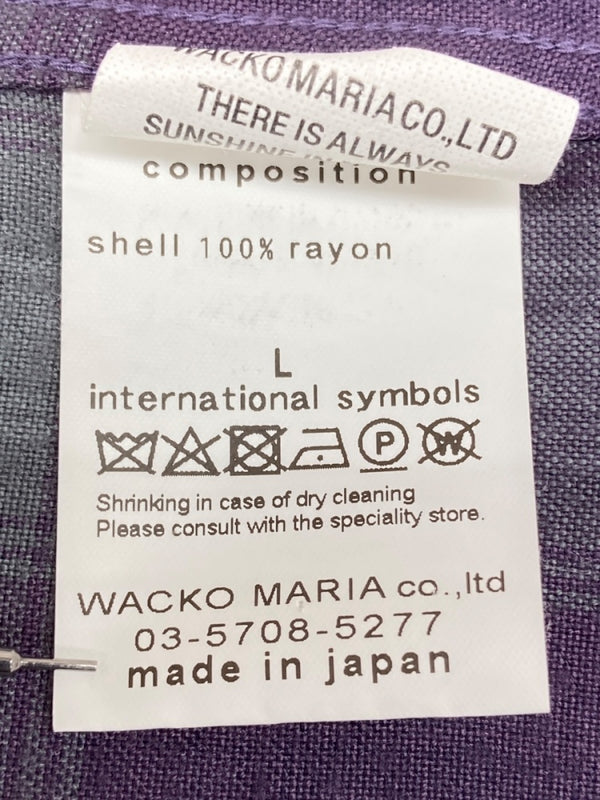 WACKO MARIA CO.,LTD
THERE IS ALWAYS
SUNSHINE
composition
shell 100% rayon
L
international symbols
P W
Shrinking in case of dry cleaning
Please consult with the speciality store.
WACKO MARIA co.,ltd
03-5708-5277
made in japan